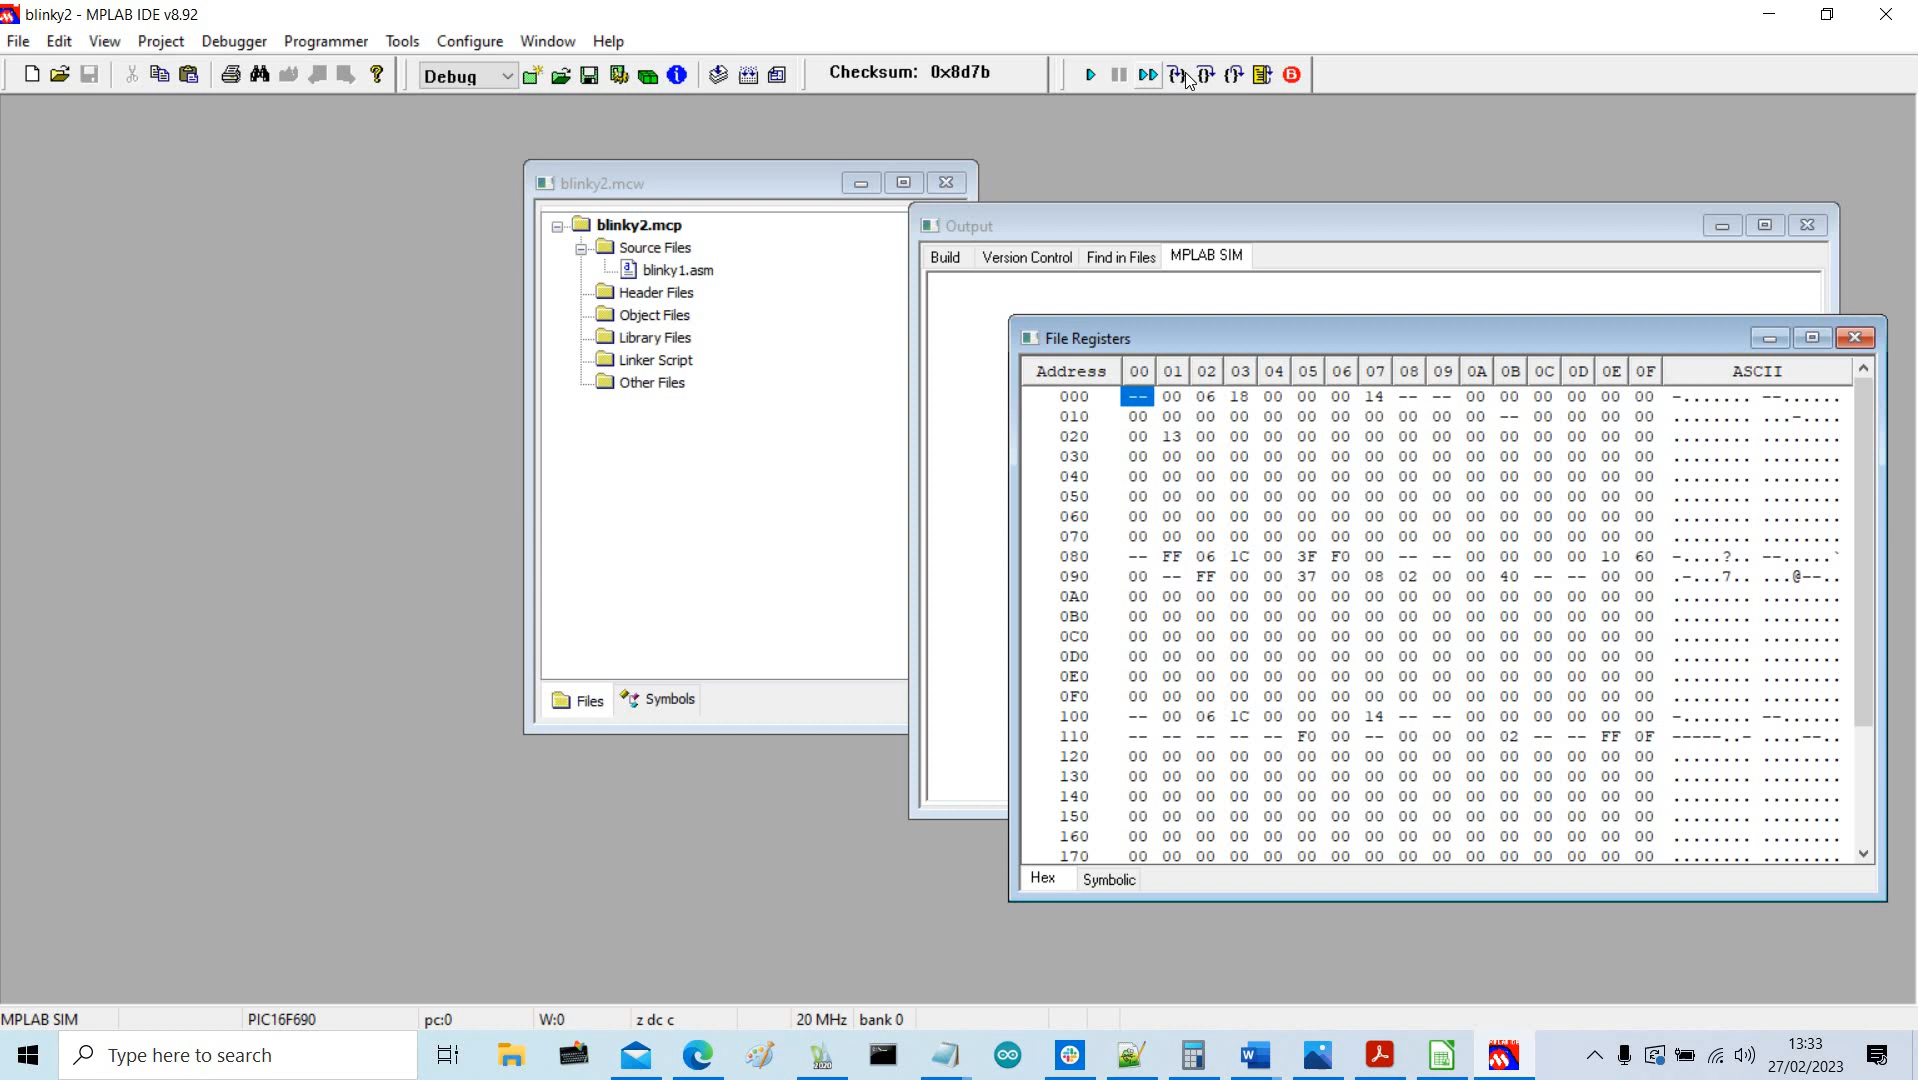 blinky2 - MPLAB IDE v8.92
File Edit View Project Debugger Programmer Tools Configure Window Help
Debug Checksum: 0x8d7b
blinky2.mcw
blinky2.mcp
Source Files
blinky1.asm
Header Files
Object Files
Library Files
Linker Script
Other Files
Files Symbols
Output
Build Version Control Find in Files MPLAB SIM
File Registers
Address 00 01 02 03 04 05 06 07 08 09 0A 0B 0C 0D 0E 0F ASCII
000 -- 00 06 18 00 00 00 14 -- -- 00 00 00 00 00 00 -....... --......
010 00 00 00 00 00 00 00 00 00 00 00 -- 00 00 00 00 ........ ...-....
020 00 13 00 00 00 00 00 00 00 00 00 00 00 00 00 00 ........ ........
030 00 00 00 00 00 00 00 00 00 00 00 00 00 00 00 00 ........ ........
040 00 00 00 00 00 00 00 00 00 00 00 00 00 00 00 00 ........ ........
050 00 00 00 00 00 00 00 00 00 00 00 00 00 00 00 00 ........ ........
060 00 00 00 00 00 00 00 00 00 00 00 00 00 00 00 00 ........ ........
070 00 00 00 00 00 00 00 00 00 00 00 00 00 00 00 00 ........ ........
080 -- FF 06 1C 00 3F F0 00 -- -- 00 00 00 00 10 60 -....?.. --.....`
090 00 -- FF 00 00 37 00 08 02 00 00 40 -- -- 00 00 .-...7.. ...@--..
0A0 00 00 00 00 00 00 00 00 00 00 00 00 00 00 00 00 ........ ........
0B0 00 00 00 00 00 00 00 00 00 00 00 00 00 00 00 00 ........ ........
0C0 00 00 00 00 00 00 00 00 00 00 00 00 00 00 00 00 ........ ........
0D0 00 00 00 00 00 00 00 00 00 00 00 00 00 00 00 00 ........ ........
0E0 00 00 00 00 00 00 00 00 00 00 00 00 00 00 00 00 ........ ........
0F0 00 00 00 00 00 00 00 00 00 00 00 00 00 00 00 00 ........ ........
100 -- 00 06 1C 00 00 00 14 -- -- 00 00 00 00 00 00 -....... --......
110 -- -- -- -- -- F0 00 -- 00 00 00 02 -- -- FF 0F -----..- ....--..
120 00 00 00 00 00 00 00 00 00 00 00 00 00 00 00 00 ........ ........
130 00 00 00 00 00 00 00 00 00 00 00 00 00 00 00 00 ........ ........
140 00 00 00 00 00 00 00 00 00 00 00 00 00 00 00 00 ........ ........
150 00 00 00 00 00 00 00 00 00 00 00 00 00 00 00 00 ........ ........
160 00 00 00 00 00 00 00 00 00 00 00 00 00 00 00 00 ........ ........
170 00 00 00 00 00 00 00 00 00 00 00 00 00 00 00 00 ........ ........
Hex Symbolic
MPLAB SIM PIC16F690 pc:0 W:0 z dc c 20 MHz bank 0
Type here to search
13:33
27/02/2023